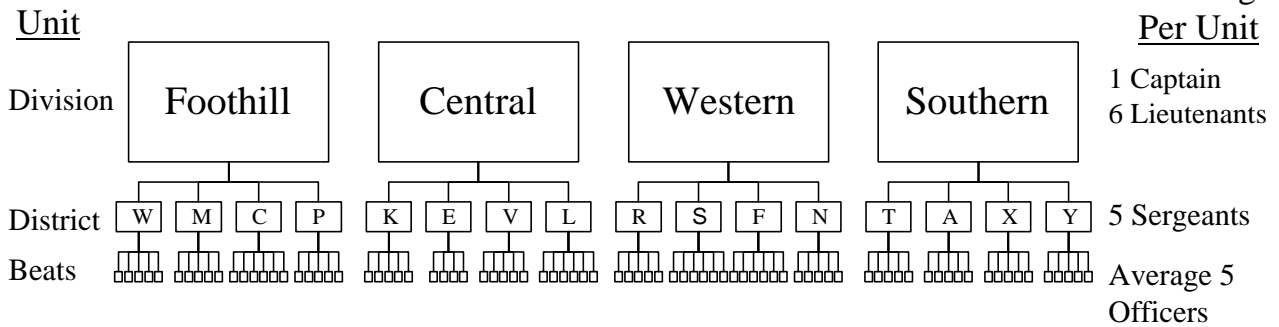 Unit
Per Unit
Division
Foothill
Central
Western
Southern
1 Captain
6 Lieutenants
District
W M C P K E V L R S F N T A X Y
5 Sergeants
Beats
Average 5
Officers